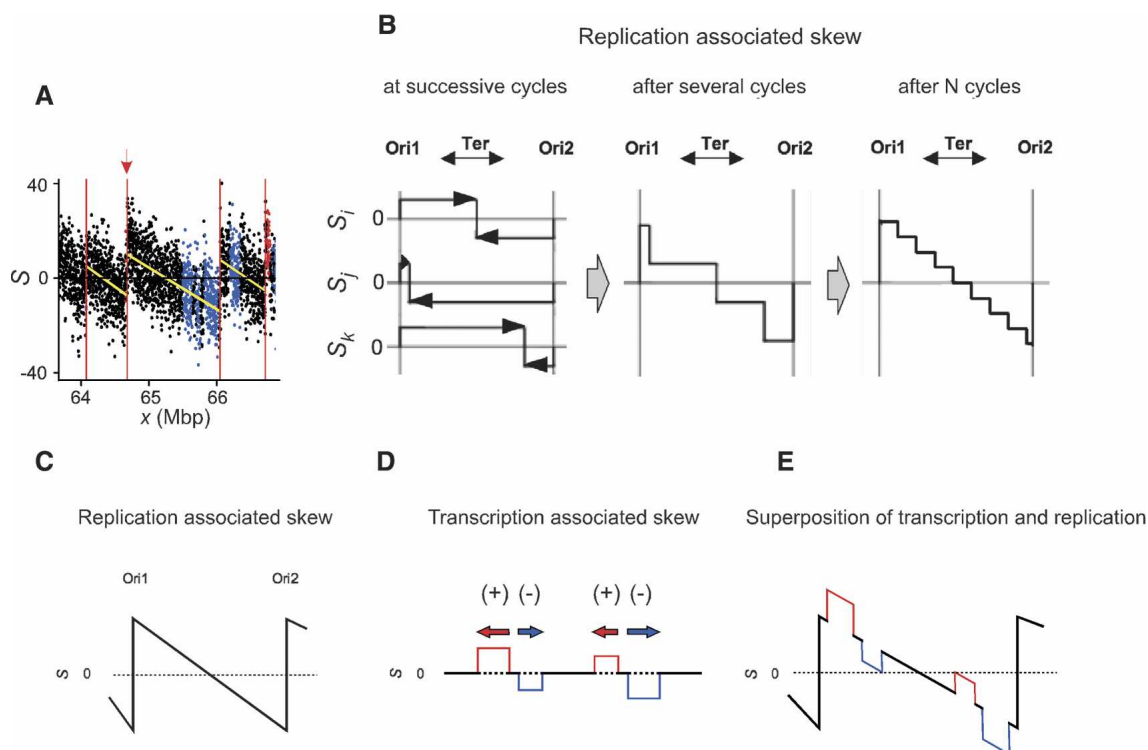 B
Replication associated skew
at successive cycles
after several cycles
after N cycles
A
Ori1
Ter
Ori2
Ori1
Ter
Ori2
Ori1
Ter
Ori2
40
S
0
-40
64
65
66
x (Mbp)
Si
0
Sj
0
Sk
0
C
Replication associated skew
Ori1
Ori2
S
0
D
Transcription associated skew
(+)
(-)
(+)
(-)
S
0
E
Superposition of transcription and replication
S
0